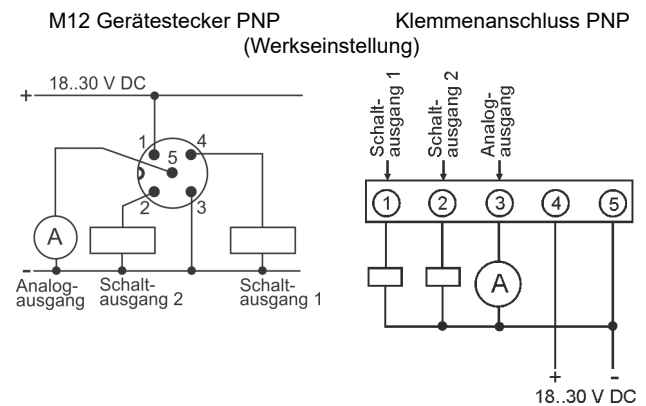 M12 Gerätestecker PNP
Klemmenanschluss PNP
(Werkseinstellung)
+ 18..30 V DC
1
4
5
2
3
A
-
Analog-
ausgang
Schalt-
ausgang 2
Schalt-
ausgang 1
Schalt-
ausgang 1
Schalt-
ausgang 2
Analog-
ausgang
1 2 3 4 5
A
+ -
18..30 V DC